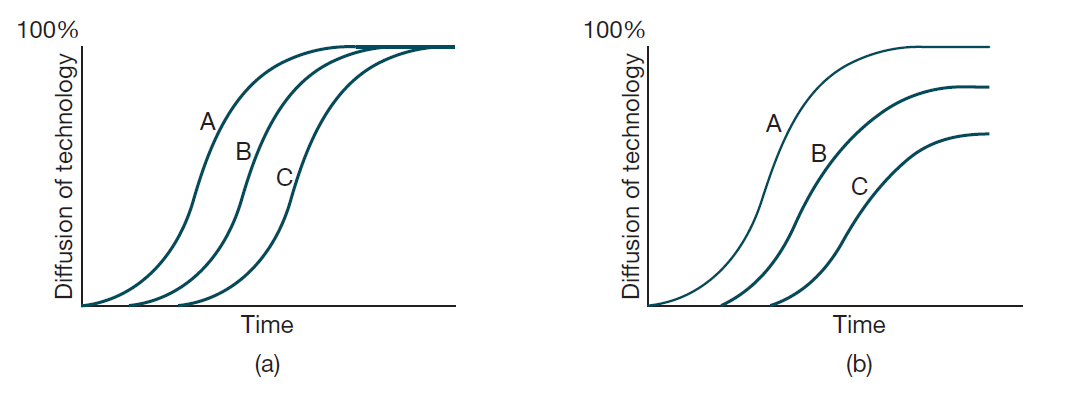 100%
Diffusion of technology
A
B
C
Time
(a)
100%
Diffusion of technology
A
B
C
Time
(b)